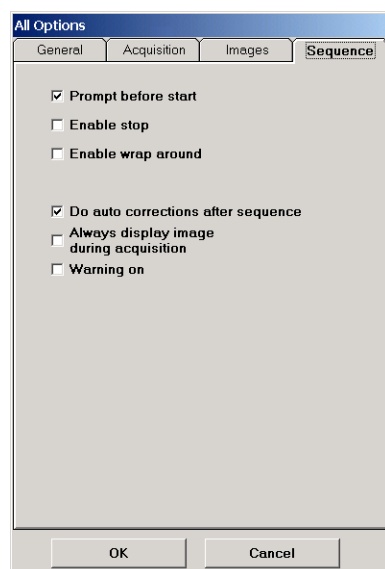 All Options
General Acquisition Images Sequence
Prompt before start
Enable stop
Enable wrap around
Do auto corrections after sequence
Always display image
during acquisition
Warning on
OK Cancel